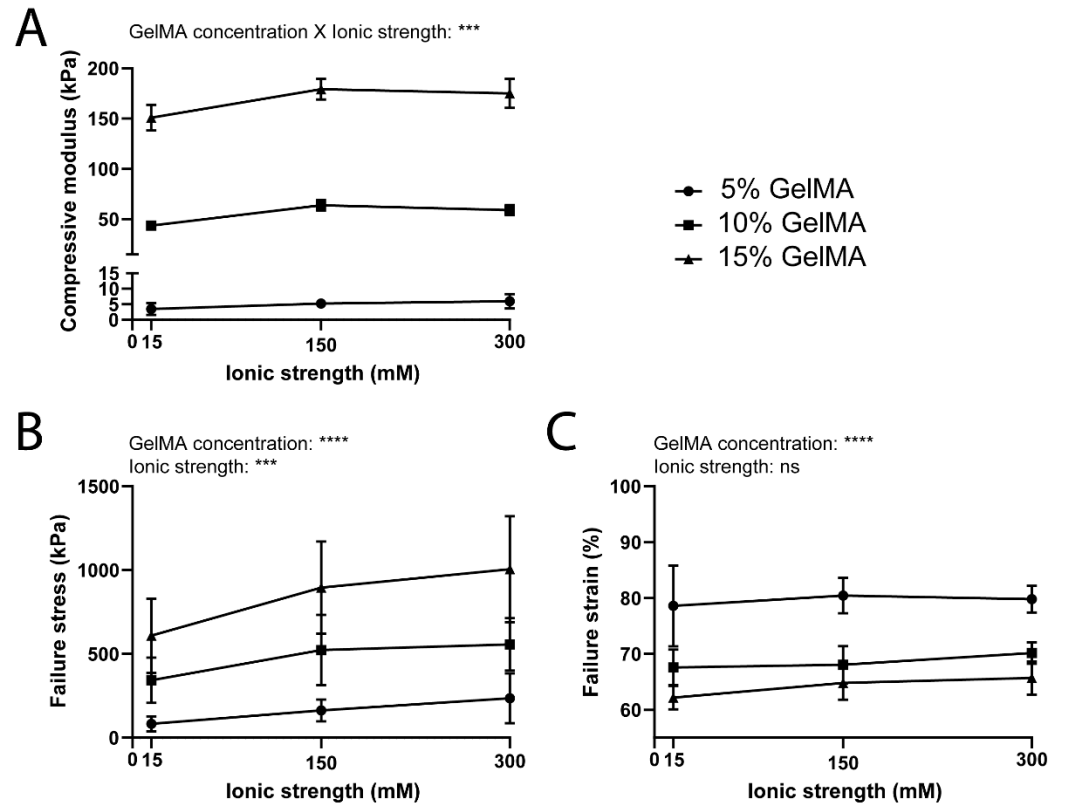 A
GelMA concentration X Ionic strength: ***
Compressive modulus (kPa)
200
150
100
50
15
10
5
0
0 15
150
300
Ionic strength (mM)
5% GelMA
10% GelMA
15% GelMA
B
GelMA concentration: ****
Ionic strength: ***
Failure stress (kPa)
1500
1000
500
0
0 15
150
300
Ionic strength (mM)
C
GelMA concentration: ****
Ionic strength: ns
Failure strain (%)
100
90
80
70
60
0 15
150
300
Ionic strength (mM)